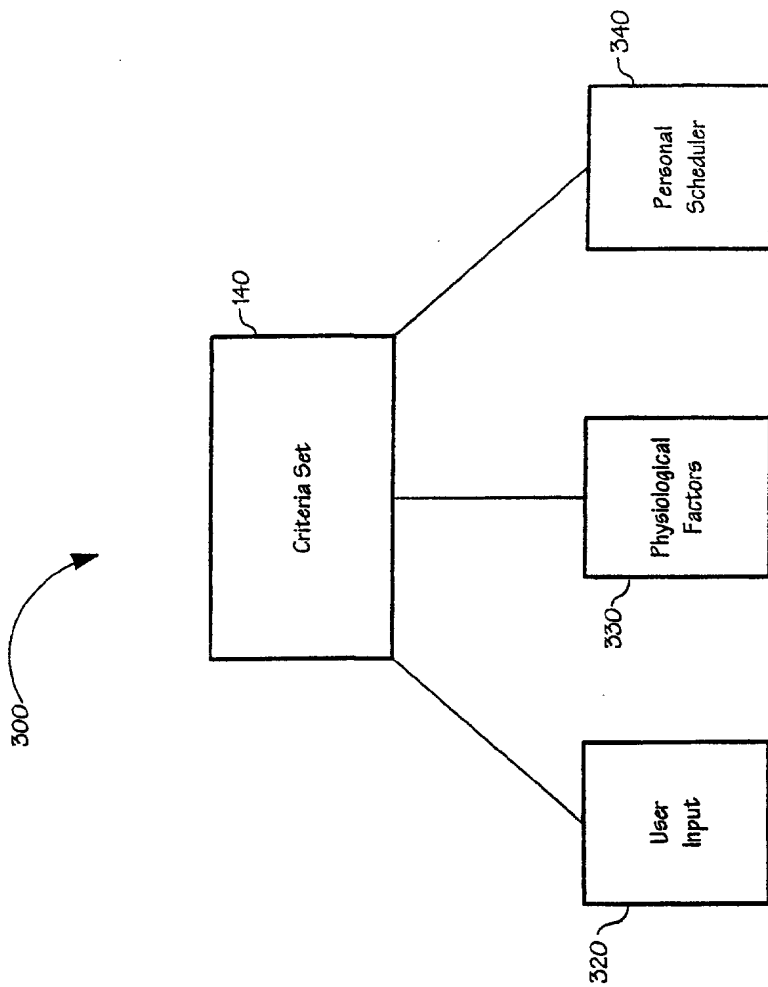 300
140
Criteria Set
320
User
Input
330
Physiological
Factors
340
Personal
Scheduler